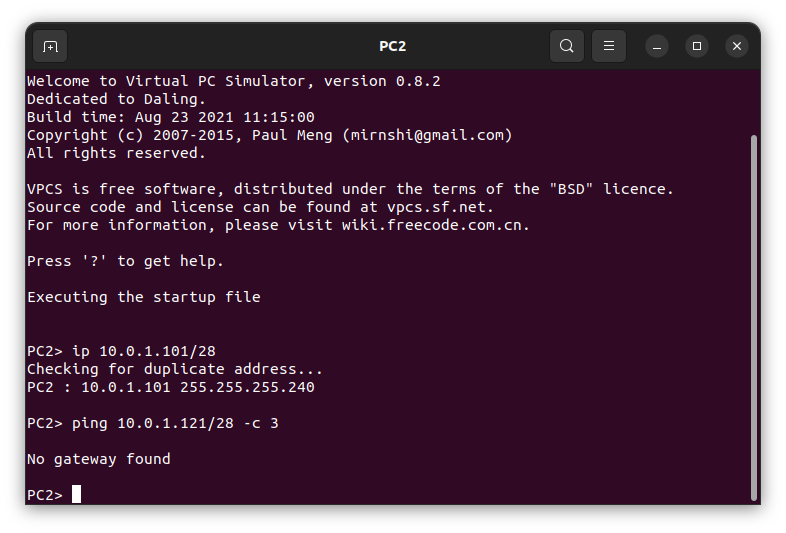 PC2
Welcome to Virtual PC Simulator, version 0.8.2
Dedicated to Daling.
Build time: Aug 23 2021 11:15:00
Copyright (c) 2007-2015, Paul Meng (mirnshi@gmail.com)
All rights reserved.
VPCS is free software, distributed under the terms of the "BSD" licence.
Source code and license can be found at vpcs.sf.net.
For more information, please visit wiki.freecode.com.cn.
Press '?' to get help.
Executing the startup file
PC2> ip 10.0.1.101/28
Checking for duplicate address...
PC2 : 10.0.1.101 255.255.255.240
PC2> ping 10.0.1.121/28 -c 3
No gateway found
PC2>